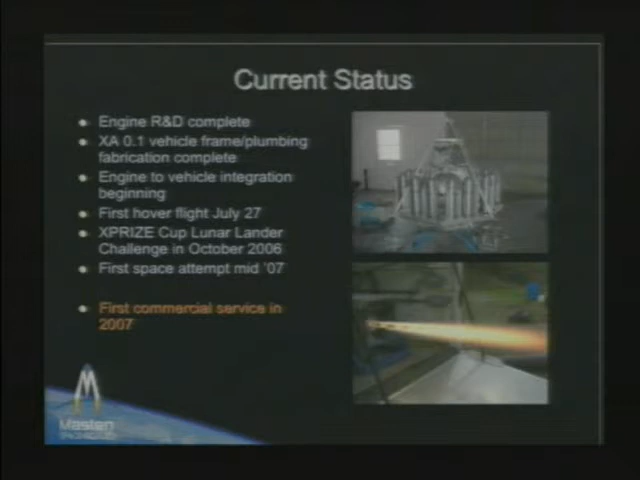 Current Status
Engine R&D complete
XA 0.1 vehicle frame/plumbing
fabrication complete
Engine to vehicle integration
beginning
First hover flight July 27
XPRIZE Cup Lunar Lander
Challenge in October 2006
First space attempt mid '07
First commercial service in
2007
Masten